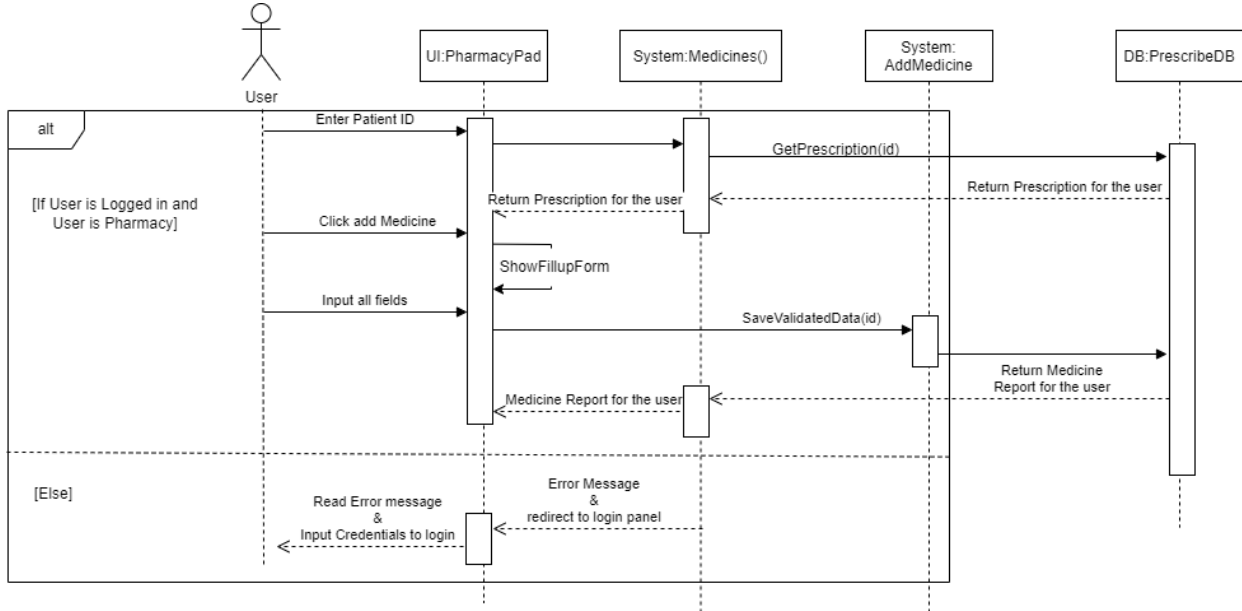 User
UI:PharmacyPad
System:Medicines()
System:
AddMedicine
DB:PrescribeDB
alt
Enter Patient ID
GetPrescription(id)
Return Prescription for the user
Return Prescription for the user
[If User is Logged in and
User is Pharmacy]
Click add Medicine
ShowFillupForm
Input all fields
SaveValidatedData(id)
Return Medicine
Report for the user
Medicine Report for the user
[Else]
Error Message
&
redirect to login panel
Read Error message
&
Input Credentials to login